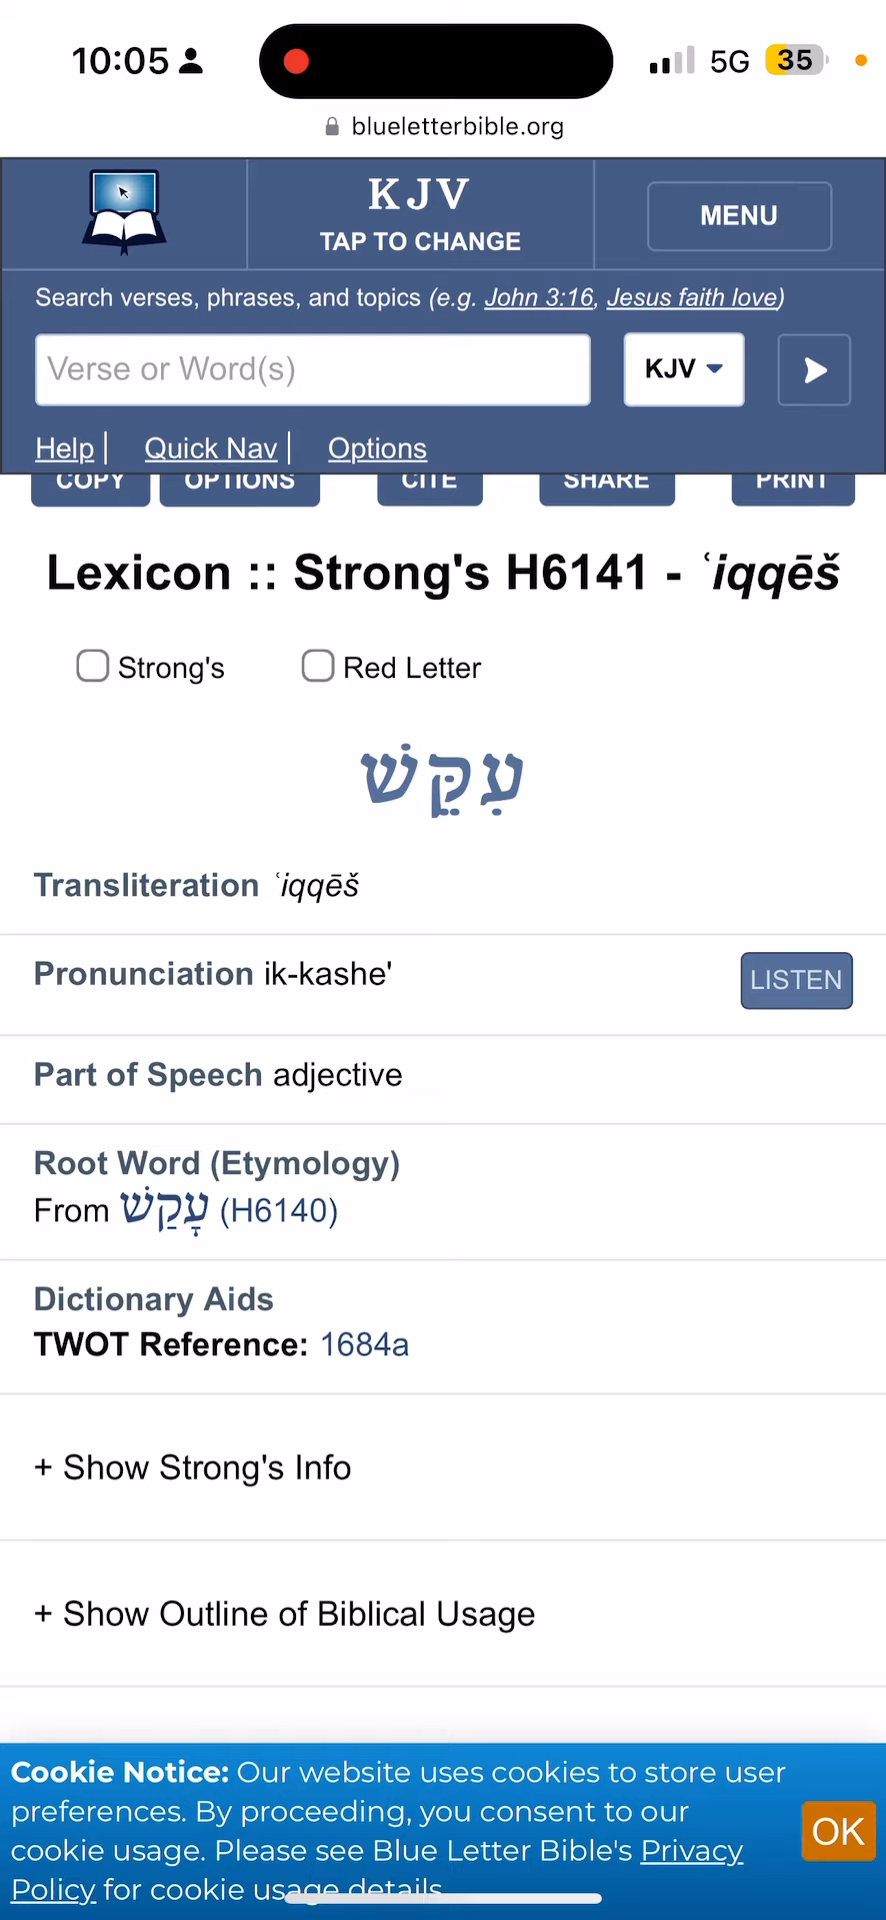 10:05 5G 35
blueletterbible.org
KJV
TAP TO CHANGE
MENU
Search verses, phrases, and topics (e.g. John 3:16, Jesus faith love)
Verse or Word(s) KJV
Help | Quick Nav | Options
COPY OPTIONS CITE SHARE PRINT
Lexicon :: Strong's H6141 - ʿiqqēš
Strong's Red Letter
עִקֵּשׁ
Transliteration ʿiqqēš
Pronunciation ik-kashe' LISTEN
Part of Speech adjective
Root Word (Etymology)
From עָקַשׁ (H6140)
Dictionary Aids
TWOT Reference: 1684a
+ Show Strong's Info
+ Show Outline of Biblical Usage
Cookie Notice: Our website uses cookies to store user
preferences. By proceeding, you consent to our
cookie usage. Please see Blue Letter Bible's Privacy
Policy for cookie usage details.
OK